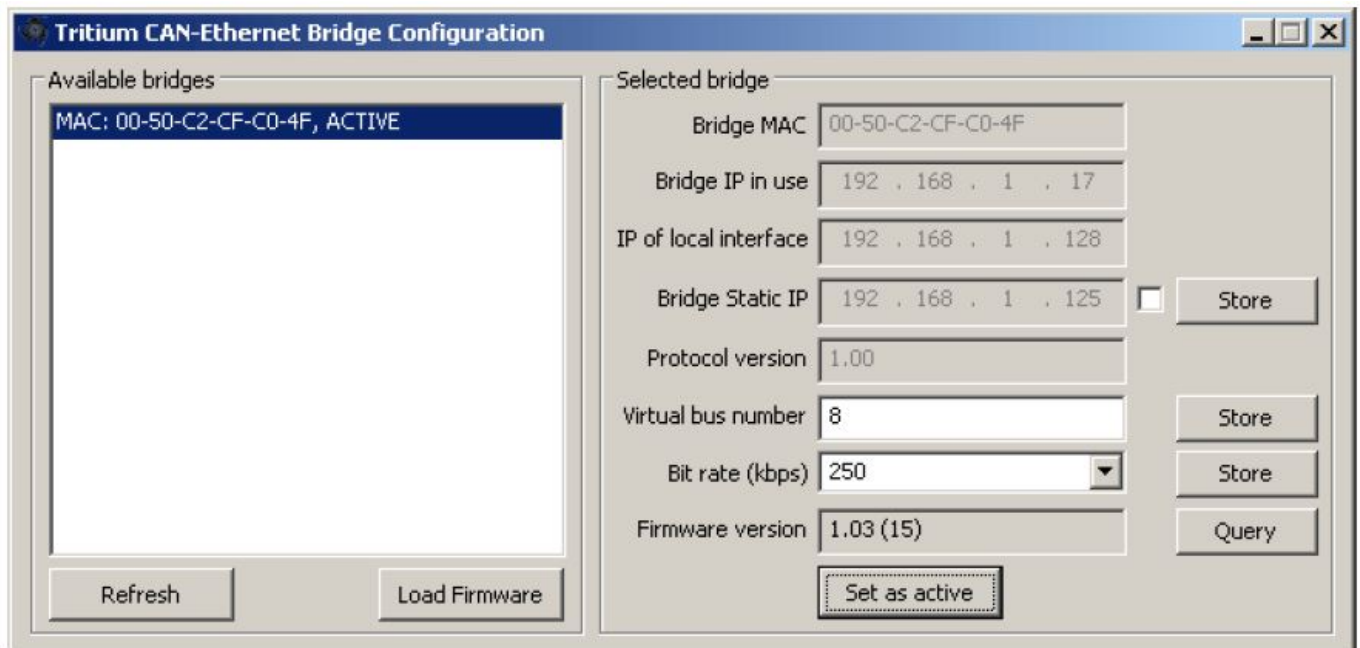 Tritium CAN-Ethernet Bridge Configuration
Available bridges
MAC: 00-50-C2-CF-C0-4F, ACTIVE
Refresh
Load Firmware
Selected bridge
Bridge MAC 00-50-C2-CF-C0-4F
Bridge IP in use 192 . 168 . 1 . 17
IP of local interface 192 . 168 . 1 . 128
Bridge Static IP 192 . 168 . 1 . 125 Store
Protocol version 1.00
Virtual bus number 8 Store
Bit rate (kbps) 250 Store
Firmware version 1.03 (15) Query
Set as active